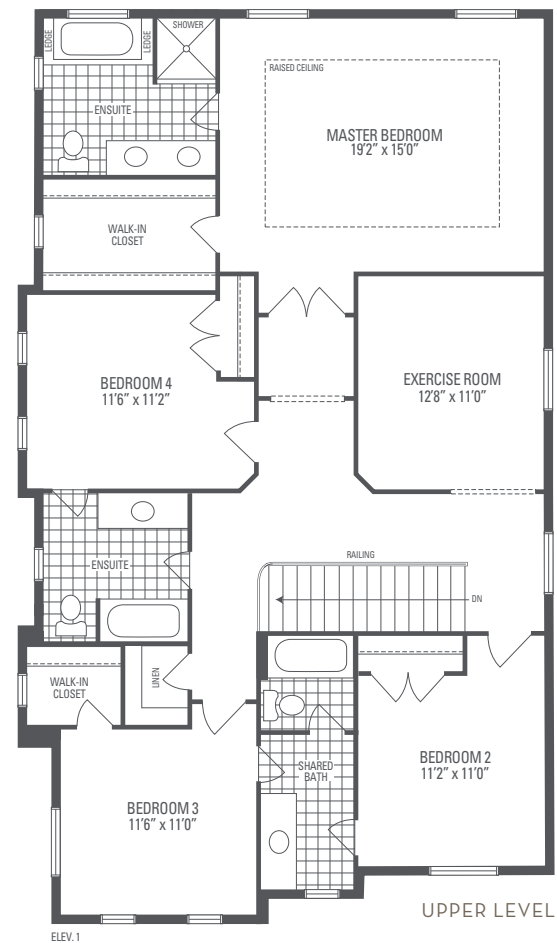 LEDGE
LEDGE
SHOWER
RAISED CEILING
ENSUITE
MASTER BEDROOM
19'2" x 15'0"
WALK-IN
CLOSET
BEDROOM 4
11'6" x 11'2"
EXERCISE ROOM
12'8" x 11'0"
ENSUITE
RAILING
DN
WALK-IN
CLOSET
LINEN
SHARED
BATH
BEDROOM 2
11'2" x 11'0"
BEDROOM 3
11'6" x 11'0"
UPPER LEVEL
ELEV. 1